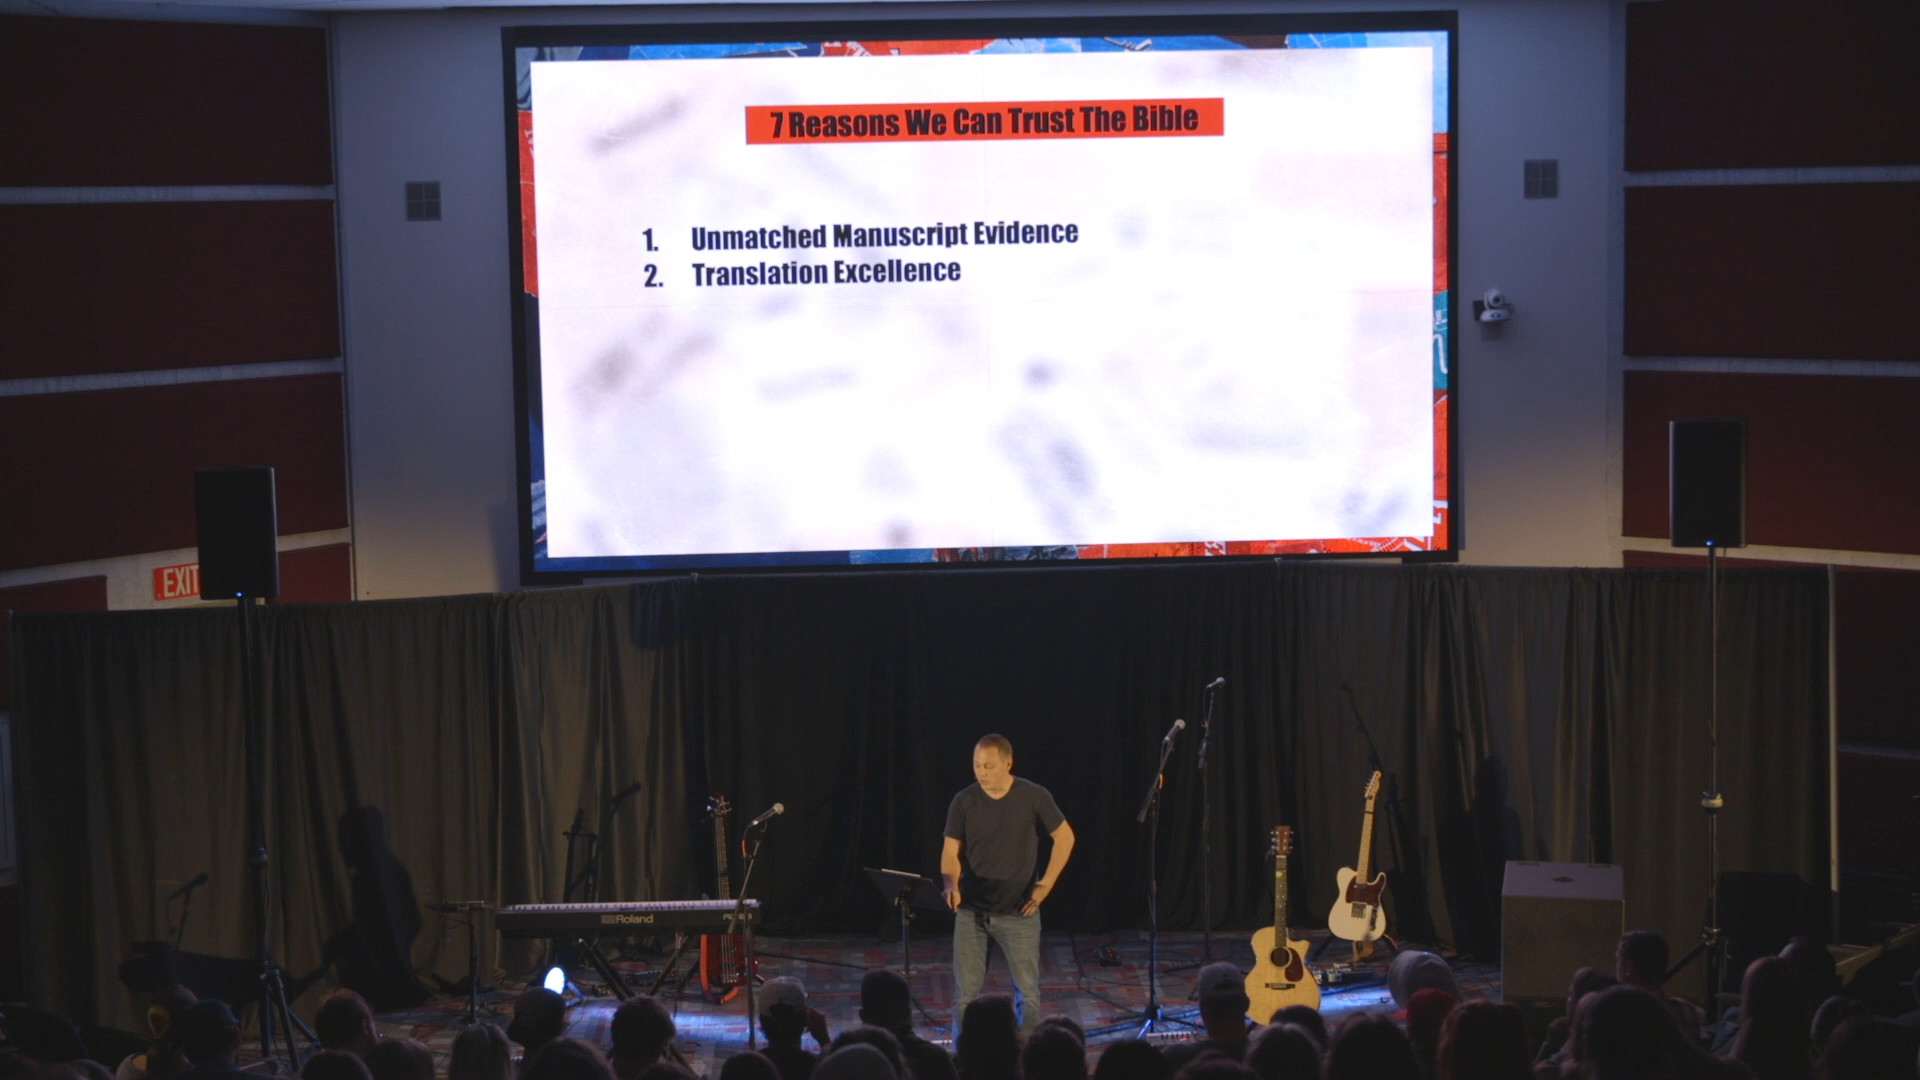 7 Reasons We Can Trust The Bible
1. Unmatched Manuscript Evidence
2. Translation Excellence
EXIT
Roland